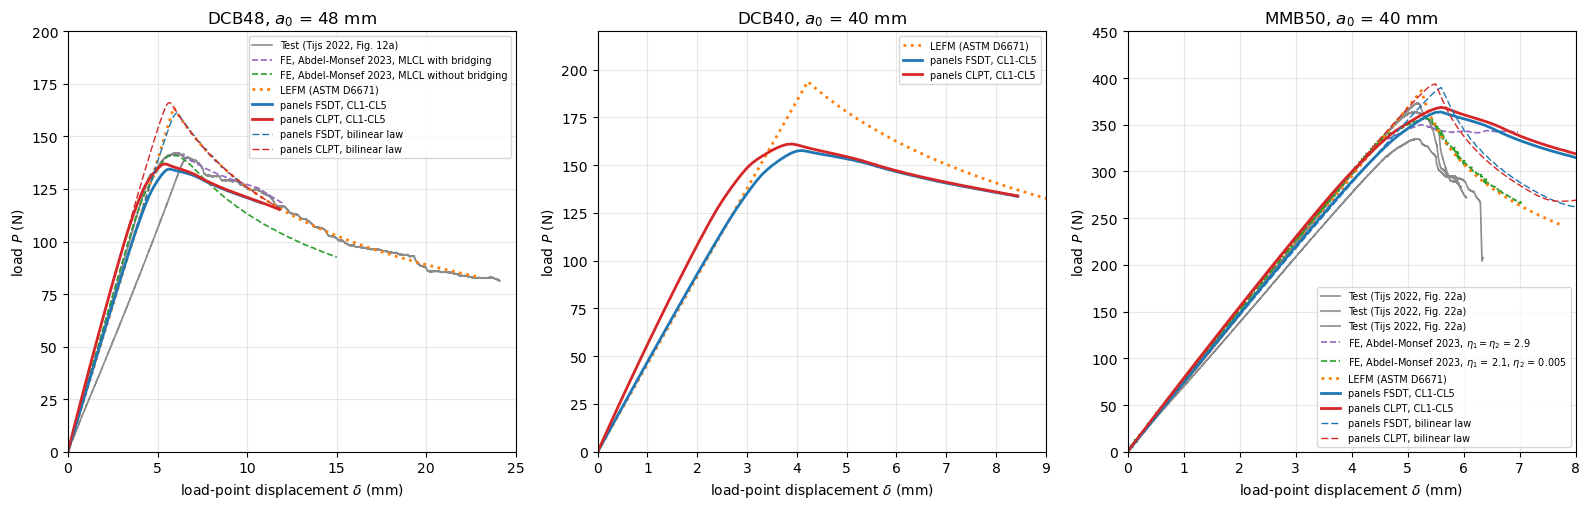 DCB48, a₀ = 48 mm
200
175
150
125
100
75
50
25
0
load P (N)
0 5 10 15 20 25
load-point displacement δ (mm)
Test (Tijs 2022, Fig. 12a)
FE, Abdel-Monsef 2023, MLCL with bridging
FE, Abdel-Monsef 2023, MLCL without bridging
LEFM (ASTM D6671)
panels FSDT, CL1-CL5
panels CLPT, CL1-CL5
panels FSDT, bilinear law
panels CLPT, bilinear law
DCB40, a₀ = 40 mm
200
175
150
125
100
75
50
25
0
load P (N)
0 1 2 3 4 5 6 7 8 9
load-point displacement δ (mm)
LEFM (ASTM D6671)
panels FSDT, CL1-CL5
panels CLPT, CL1-CL5
MMB50, a₀ = 40 mm
450
400
350
300
250
200
150
100
50
0
load P (N)
0 1 2 3 4 5 6 7 8
load-point displacement δ (mm)
Test (Tijs 2022, Fig. 22a)
Test (Tijs 2022, Fig. 22a)
Test (Tijs 2022, Fig. 22a)
FE, Abdel-Monsef 2023, η₁ = η₂ = 2.9
FE, Abdel-Monsef 2023, η₁ = 2.1, η₂ = 0.005
LEFM (ASTM D6671)
panels FSDT, CL1-CL5
panels CLPT, CL1-CL5
panels FSDT, bilinear law
panels CLPT, bilinear law